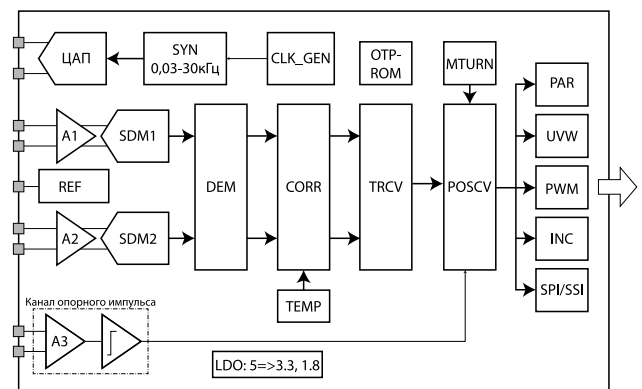 ЦАП
SYN
0,03-30кГц
CLK_GEN
OTP-
ROM
MTURN
PAR
A1
SDM1
DEM
CORR
TRCV
POSCV
UVW
REF
PWM
A2
SDM2
INC
TEMP
SPI/SSI
Канал опорного импульса
A3
LDO: 5=>3.3, 1.8